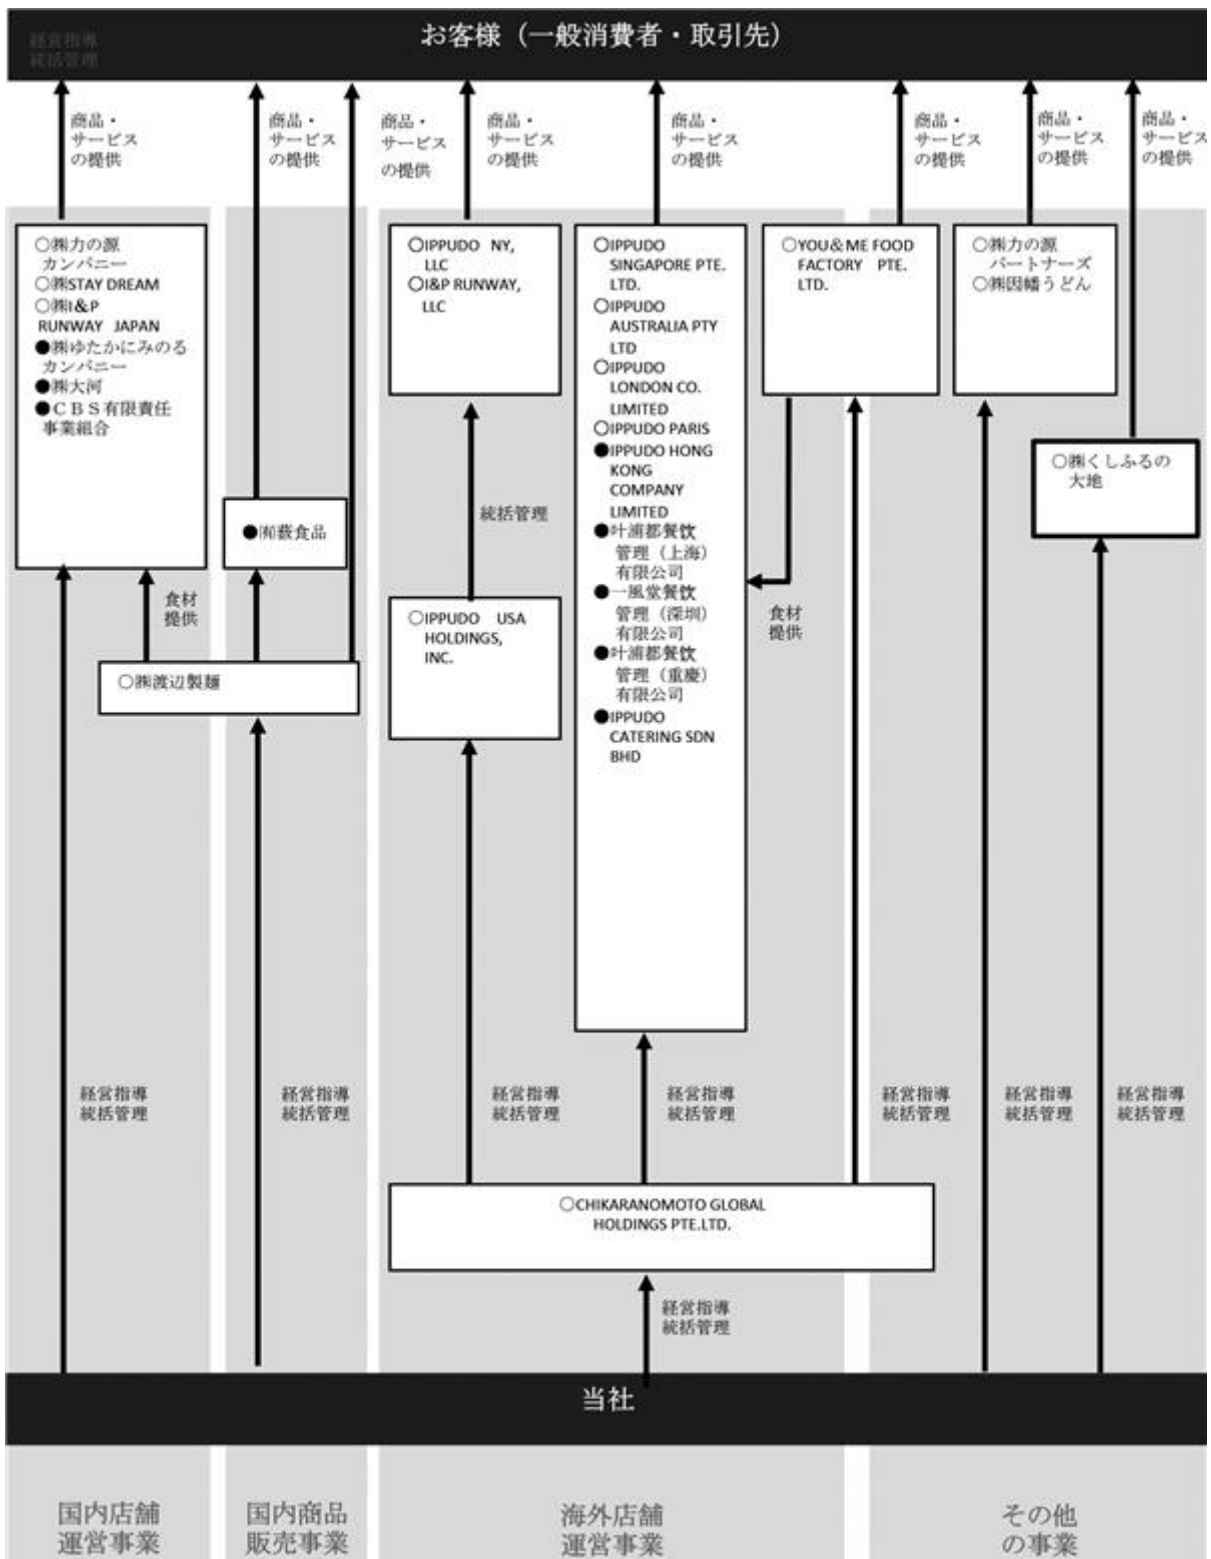 お客様（一般消費者・取引先）
経営指導
統括管理
商品・
サービス
の提供
商品・
サービス
の提供
商品・
サービス
の提供
商品・
サービス
の提供
商品・
サービス
の提供
商品・
サービス
の提供
商品・
サービス
の提供
商品・
サービス
の提供
○㈱力の源
カンパニー
○㈱STAY DREAM
○㈱I&P
RUNWAY JAPAN
●㈱ゆたかにみのる
カンパニー
●㈱大河
●ＣＢＳ有限責任
事業組合
●㈲藪食品
食材
提供
○㈱渡辺製麺
○IPPUDO NY,
LLC
○I&P RUNWAY,
LLC
統括管理
○IPPUDO USA
HOLDINGS,
INC.
○IPPUDO
SINGAPORE PTE.
LTD.
○IPPUDO
AUSTRALIA PTY
LTD
○IPPUDO
LONDON CO.
LIMITED
○IPPUDO PARIS
●IPPUDO HONG
KONG
COMPANY
LIMITED
●叶浦都餐饮
管理（上海）
有限公司
●一風堂餐饮
管理（深圳）
有限公司
●叶浦都餐饮
管理（重慶）
有限公司
●IPPUDO
CATERING SDN
BHD
○YOU&ME FOOD
FACTORY PTE.
LTD.
食材
提供
○㈱力の源
パートナーズ
○㈱因幡うどん
○㈱くしふるの
大地
経営指導
統括管理
経営指導
統括管理
経営指導
統括管理
経営指導
統括管理
経営指導
統括管理
経営指導
統括管理
経営指導
統括管理
○CHIKARANOMOTO GLOBAL
HOLDINGS PTE.LTD.
経営指導
統括管理
当社
国内店舗
運営事業
国内商品
販売事業
海外店舗
運営事業
その他
の事業